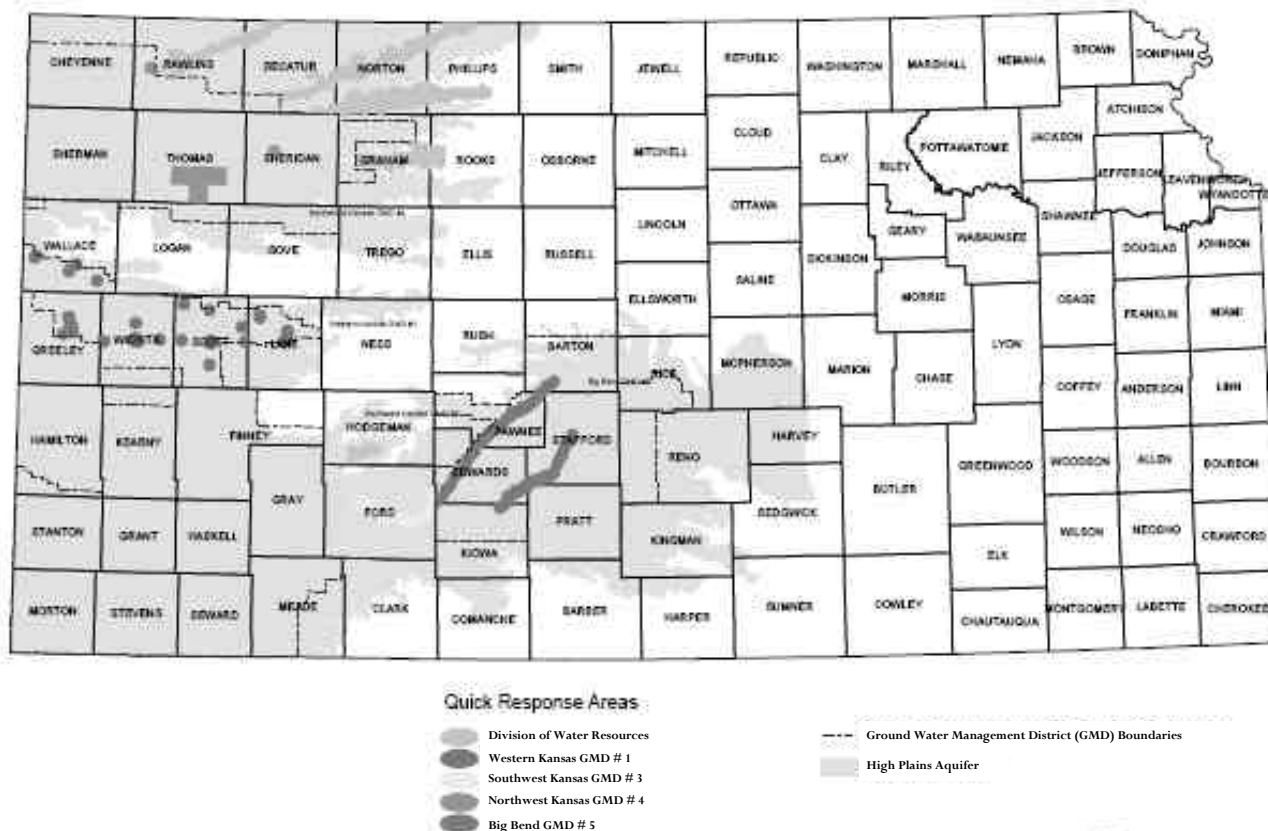 CHEYENNE RAWLINS DECATUR NORTON PHILLIPS SMITH JEWELL REPUBLIC WASHINGTON MARSHALL NEMAHA BROWN DONIPHAN
ATCHISON
SHERMAN THOMAS SHERIDAN GRAHAM ROOKS OSBORNE MITCHELL CLOUD CLAY RILEY POTTAWATOMIE JACKSON JEFFERSON LEAVENWORTH WYANDOTTE
WALLACE LOGAN GOVE TREGO ELLIS RUSSELL LINCOLN OTTAWA DICKINSON GEARY WABAUNSEE SHAWNEE DOUGLAS JOHNSON
GREELEY WICHITA LANE NESS RUSH BARTON ELLSWORTH SALINE MORRIS OSAGE FRANKLIN MIAMI
RICE MCPHERSON MARION CHASE LYON COFFEY ANDERSON LINN
HAMILTON KEARNY FINNEY HODGEMAN PAWNEE STAFFORD RENO HARVEY GREENWOOD WOODSON ALLEN BOURBON
GRAY EDWARDS BUTLER
STANTON GRANT HASKELL FORD PRATT KINGMAN SEDGWICK WILSON NEOSHO CRAWFORD
KIOWA ELK
MORTON STEVENS SEWARD MEADE CLARK COMANCHE BARBER HARPER SUMNER COWLEY CHAUTAUQUA MONTGOMERY LABETTE CHEROKEE
Quick Response Areas
Division of Water Resources
Western Kansas GMD # 1
Southwest Kansas GMD # 3
Northwest Kansas GMD # 4
Big Bend GMD # 5
Ground Water Management District (GMD) Boundaries
High Plains Aquifer